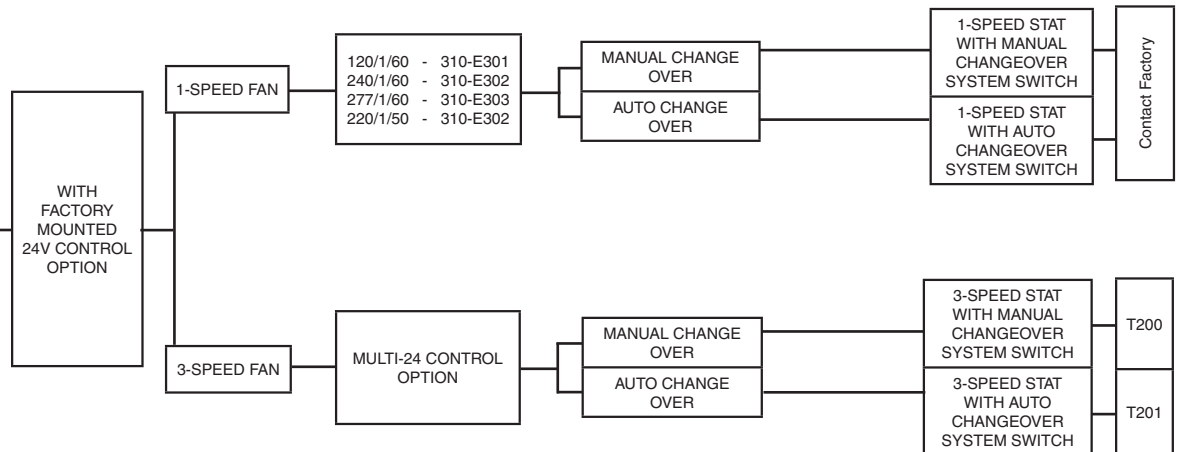 WITH
FACTORY
MOUNTED
24V CONTROL
OPTION
1-SPEED FAN
120/1/60 - 310-E301
240/1/60 - 310-E302
277/1/60 - 310-E303
220/1/50 - 310-E302
MANUAL CHANGE
OVER
AUTO CHANGE
OVER
1-SPEED STAT
WITH MANUAL
CHANGEOVER
SYSTEM SWITCH
1-SPEED STAT
WITH AUTO
CHANGEOVER
SYSTEM SWITCH
Contact Factory
3-SPEED FAN
MULTI-24 CONTROL
OPTION
MANUAL CHANGE
OVER
AUTO CHANGE
OVER
3-SPEED STAT
WITH MANUAL
CHANGEOVER
SYSTEM SWITCH
T200
3-SPEED STAT
WITH AUTO
CHANGEOVER
SYSTEM SWITCH
T201